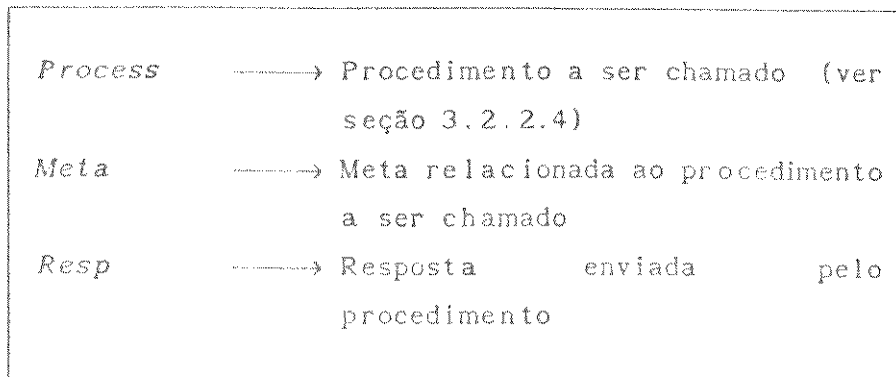 Process ⟶ Procedimento a ser chamado (ver
seção 3.2.2.4)
Meta ⟶ Meta relacionada ao procedimento
a ser chamado
Resp ⟶ Resposta enviada pelo
procedimento